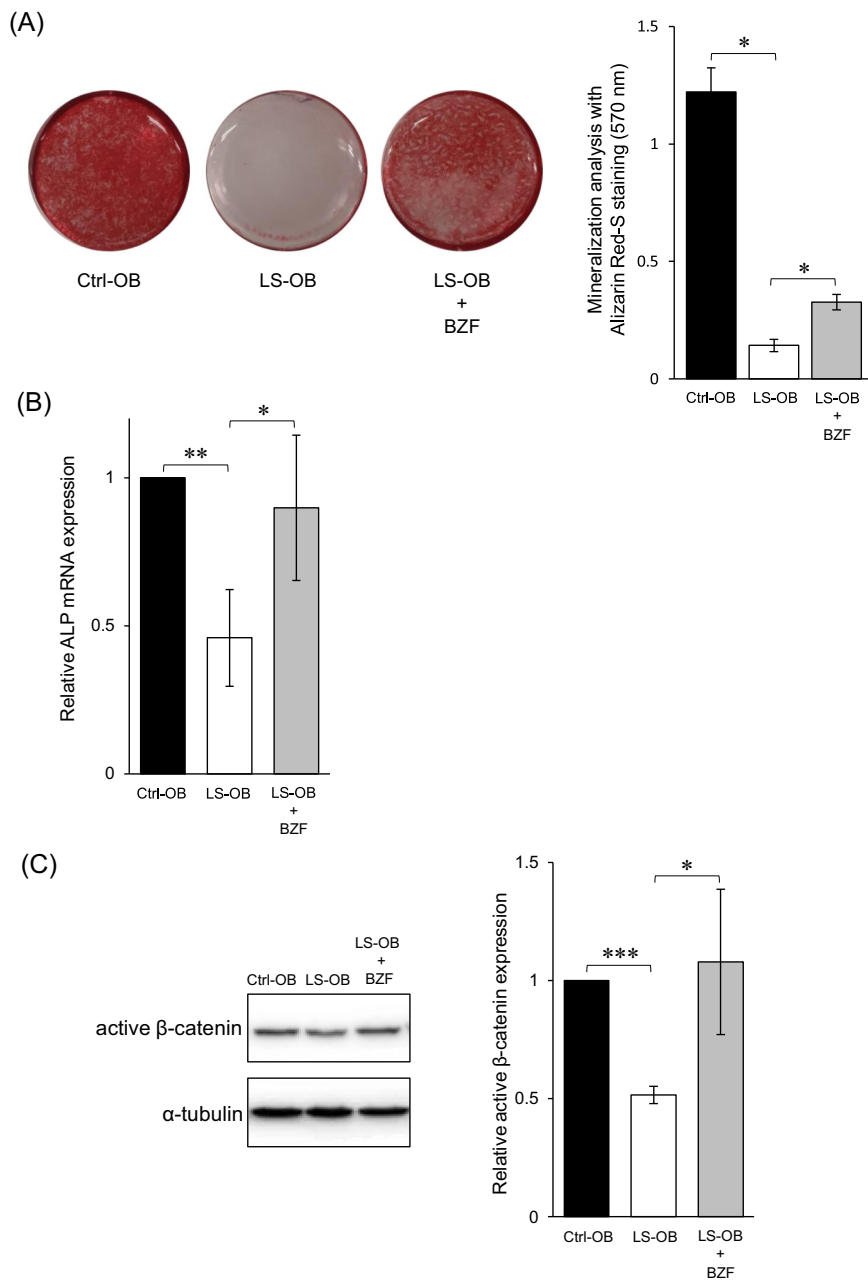 (A)
Ctrl-OB
LS-OB
LS-OB
+
BZF
Mineralization analysis with
Alizarin Red-S staining (570 nm)
1.5
1
0.5
0
*
*
Ctrl-OB
LS-OB
LS-OB
+
BZF
(B)
Relative ALP mRNA expression
1
0.5
0
**
*
Ctrl-OB
LS-OB
LS-OB
+
BZF
(C)
Ctrl-OB
LS-OB
LS-OB
+
BZF
active β-catenin
α-tubulin
Relative active β-catenin expression
1.5
1
0.5
0
***
*
Ctrl-OB
LS-OB
LS-OB
+
BZF